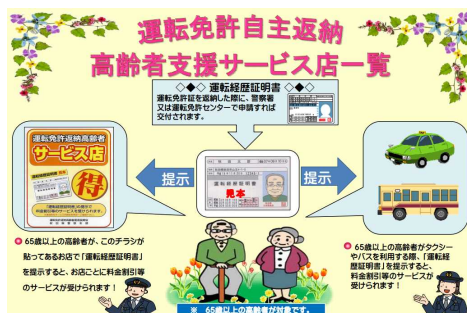 運転免許自主返納
高齢者支援サービス店一覧
◇◆◇ 運転経歴証明書 ◇◆◇
運転免許証を返納した際に、警察署
又は運転免許センターで申請すれば
交付されます。
運転免許返納高齢者
サービス店
得
提示
提示
運転経歴証明書
見本
65歳以上の高齢者が、このチラシが
貼ってあるお店で「運転経歴証明書」
を提示すると、お店ごとに料金割引等
のサービスが受けられます！
65歳以上の高齢者がタクシー
やバスを利用する際、「運転経
歴証明書」を提示すると、
料金割引等のサービスが
受けられます！
※ 65歳以上の高齢者が対象です。